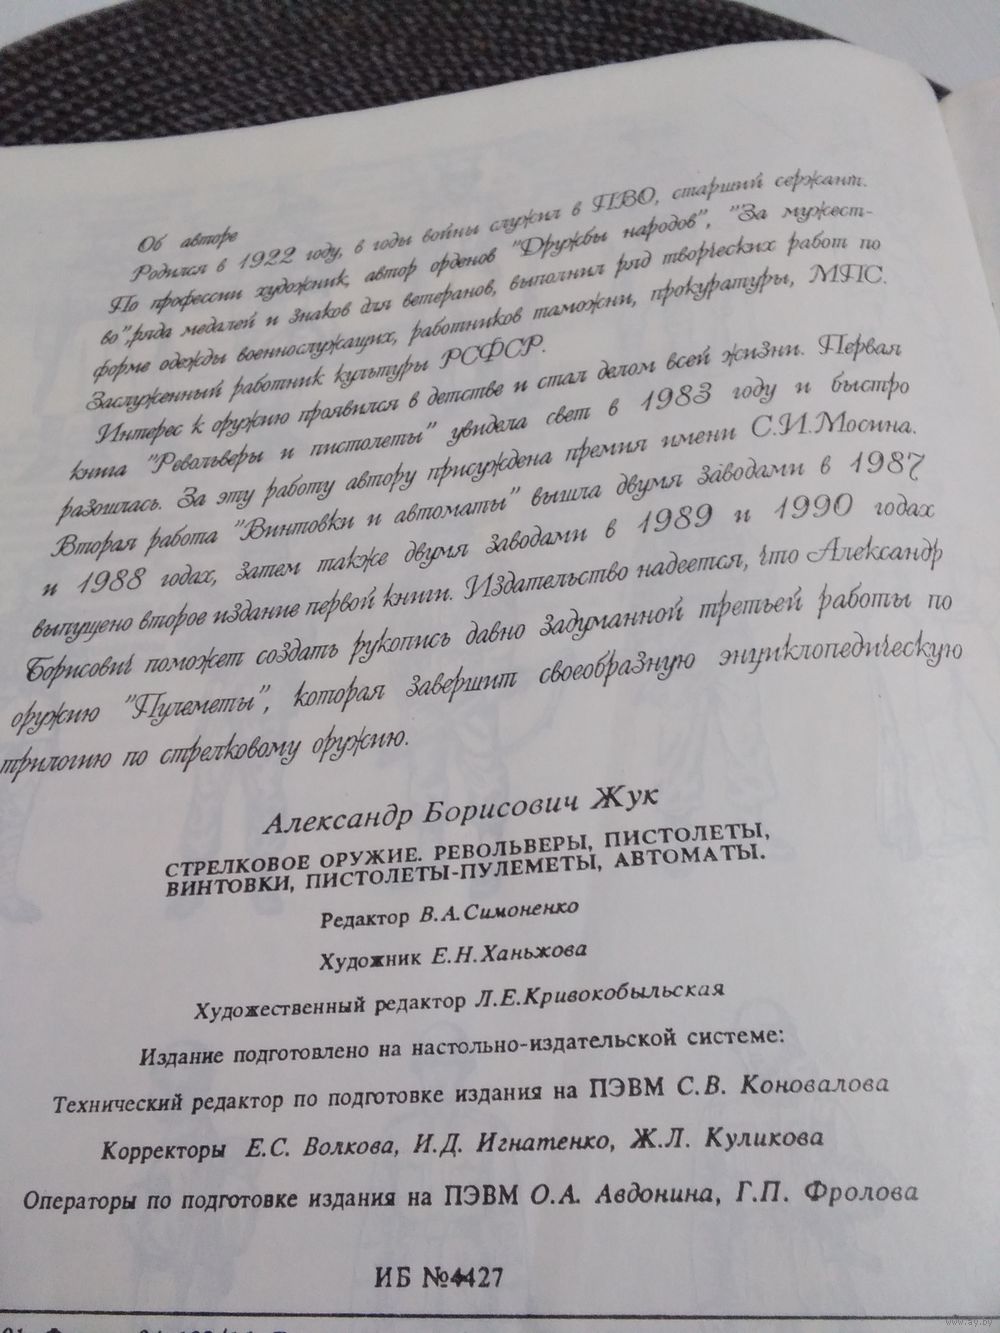 Об авторе
Родился в 1922 году, в годы войны служил в ПВО, старший сержант.
По профессии художник, автор орденов "Дружбы народов", "За мужест-
во", ряда медалей и знаков для ветеранов, выполнил ряд творческих работ по
форме одежды военнослужащих, работников таможни, прокуратуры, МПС.
Заслуженный работник культуры РСФСР.
Интерес к оружию проявился в детстве и стал делом всей жизни. Первая
книга "Револьверы и пистолеты" увидела свет в 1983 году и быстро
разошлась. За эту работу автору присуждена премия имени С.И.Мосина.
Вторая работа "Винтовки и автоматы" вышла двумя заводами в 1987
и 1988 годах, затем также двумя заводами в 1989 и 1990 годах
выпущено второе издание первой книги. Издательство надеется, что Александр
Борисович поможет создать рукопись давно задуманной третьей работы по
оружию "Пулеметы", которая завершит своеобразную энциклопедическую
трилогию по стрелковому оружию.
Александр Борисович Жук
СТРЕЛКОВОЕ ОРУЖИЕ. РЕВОЛЬВЕРЫ, ПИСТОЛЕТЫ,
ВИНТОВКИ, ПИСТОЛЕТЫ-ПУЛЕМЕТЫ, АВТОМАТЫ.
Редактор В.А.Симоненко
Художник Е.Н.Ханьжова
Художественный редактор Л.Е.Кривокобыльская
Издание подготовлено на настольно-издательской системе:
Технический редактор по подготовке издания на ПЭВМ С.В. Коновалова
Корректоры Е.С. Волкова, И.Д. Игнатенко, Ж.Л. Куликова
Операторы по подготовке издания на ПЭВМ О.А. Авдонина, Г.П. Фролова
ИБ №4427
www.ay.by